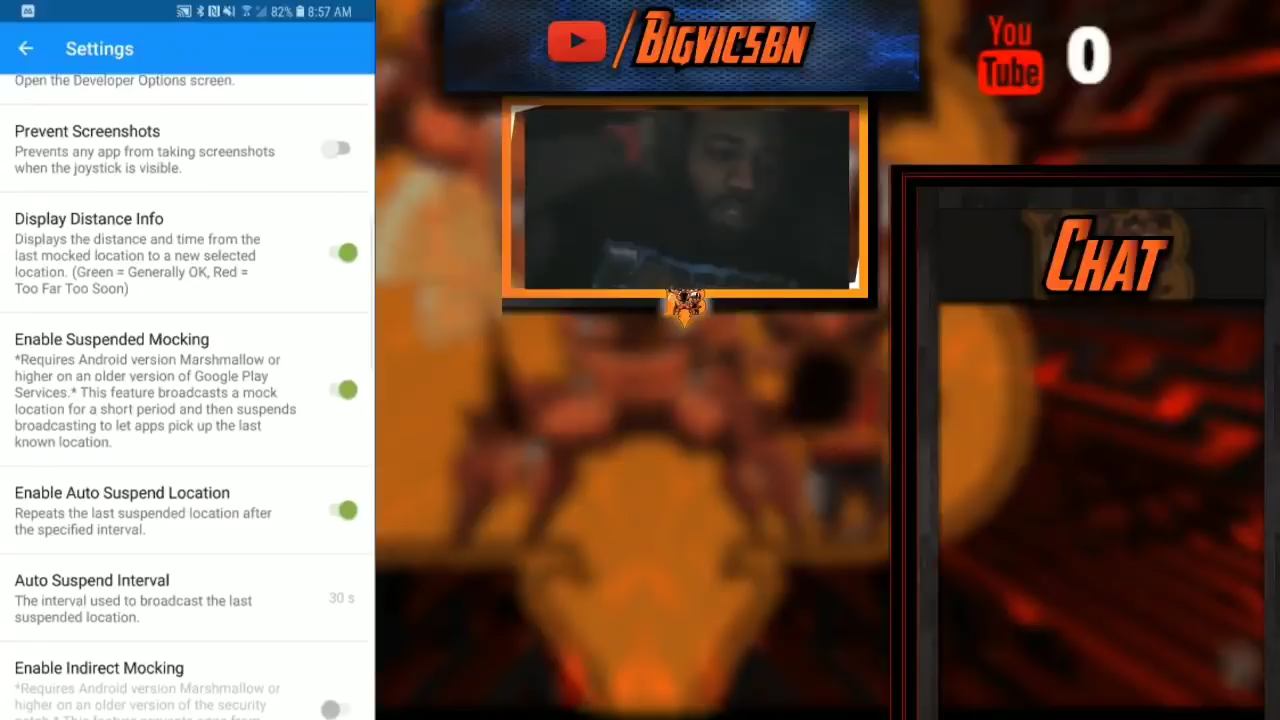 82% 8:57 AM
Settings
Open the Developer Options screen.
Prevent Screenshots
Prevents any app from taking screenshots
when the joystick is visible.
Display Distance Info
Displays the distance and time from the
last mocked location to a new selected
location. (Green = Generally OK, Red =
Too Far Too Soon)
Enable Suspended Mocking
*Requires Android version Marshmallow or
higher on an older version of Google Play
Services.* This feature broadcasts a mock
location for a short period and then suspends
broadcasting to let apps pick up the last
known location.
Enable Auto Suspend Location
Repeats the last suspended location after
the specified interval.
Auto Suspend Interval
The interval used to broadcast the last
suspended location.
30 s
Enable Indirect Mocking
*Requires Android version Marshmallow or
higher on an older version of the security
/BIGVICSBN
You
Tube
0
CHAT